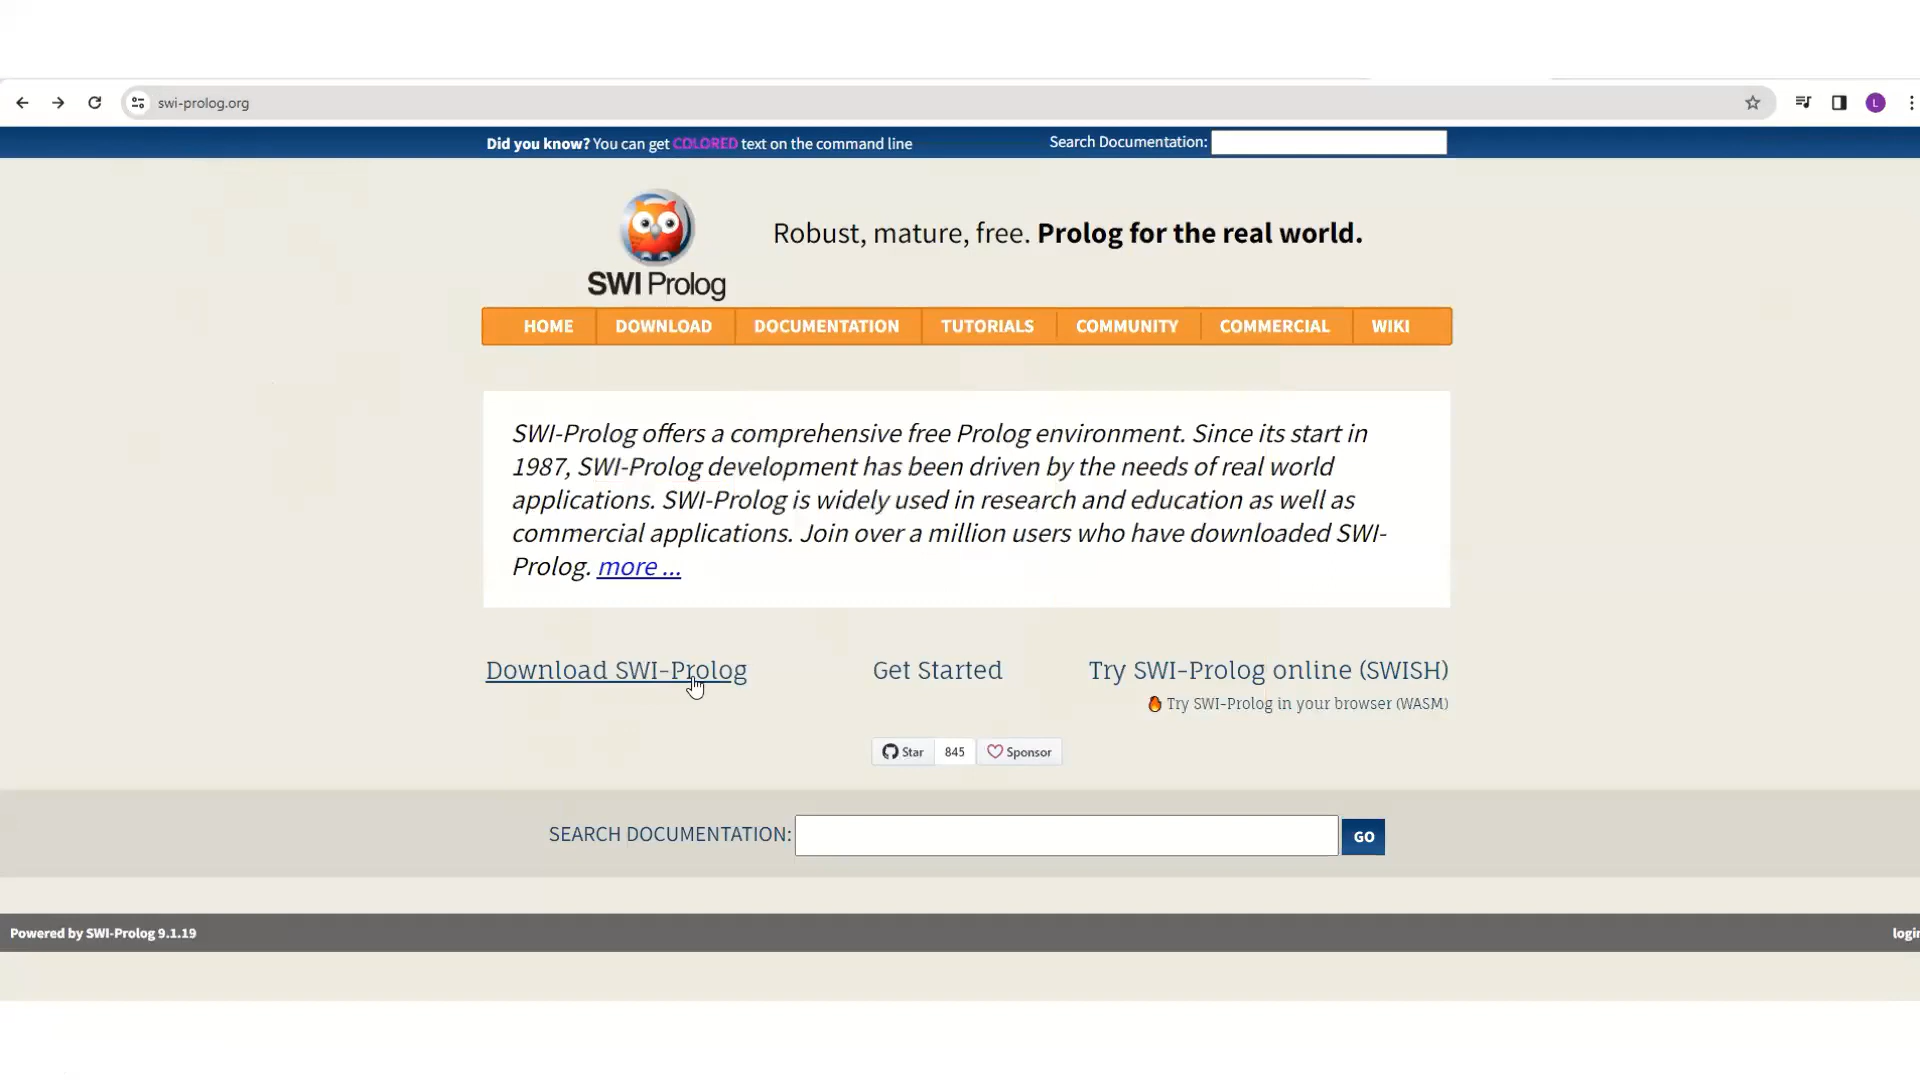 swi-prolog.org
L
Did you know? You can get COLORED text on the command line
Search Documentation:
SWI Prolog
Robust, mature, free. Prolog for the real world.
HOME DOWNLOAD DOCUMENTATION TUTORIALS COMMUNITY COMMERCIAL WIKI
SWI-Prolog offers a comprehensive free Prolog environment. Since its start in
1987, SWI-Prolog development has been driven by the needs of real world
applications. SWI-Prolog is widely used in research and education as well as
commercial applications. Join over a million users who have downloaded SWI-
Prolog. more ...
Download SWI-Prolog
Get Started
Try SWI-Prolog online (SWISH)
Try SWI-Prolog in your browser (WASM)
Star 845 Sponsor
SEARCH DOCUMENTATION: GO
Powered by SWI-Prolog 9.1.19
login